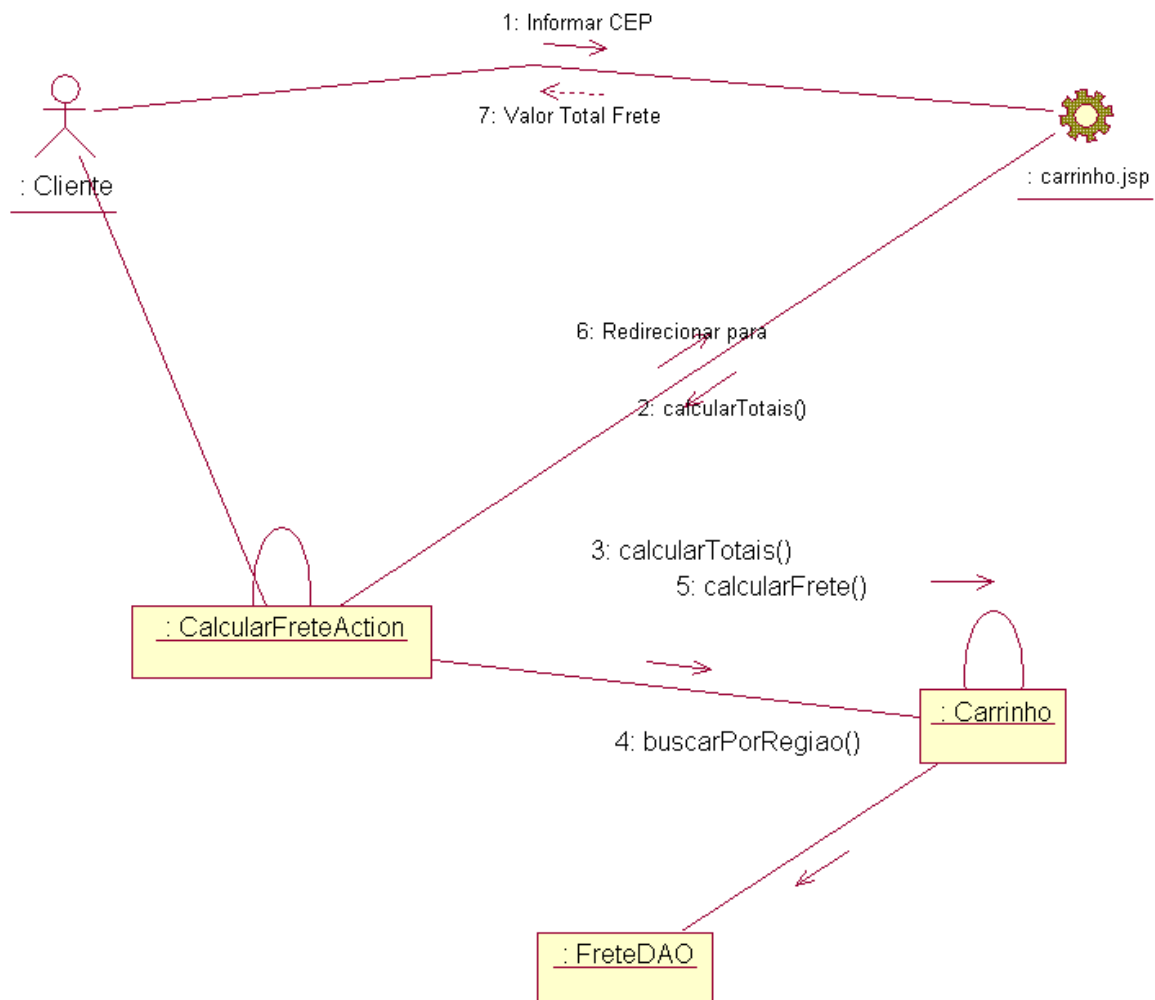 1: Informar CEP
7: Valor Total Frete
: Cliente
: carrinho.jsp
6: Redirecionar para
2: calcularTotais()
3: calcularTotais()
5: calcularFrete()
: CalcularFreteAction
: Carrinho
4: buscarPorRegiao()
: FreteDAO